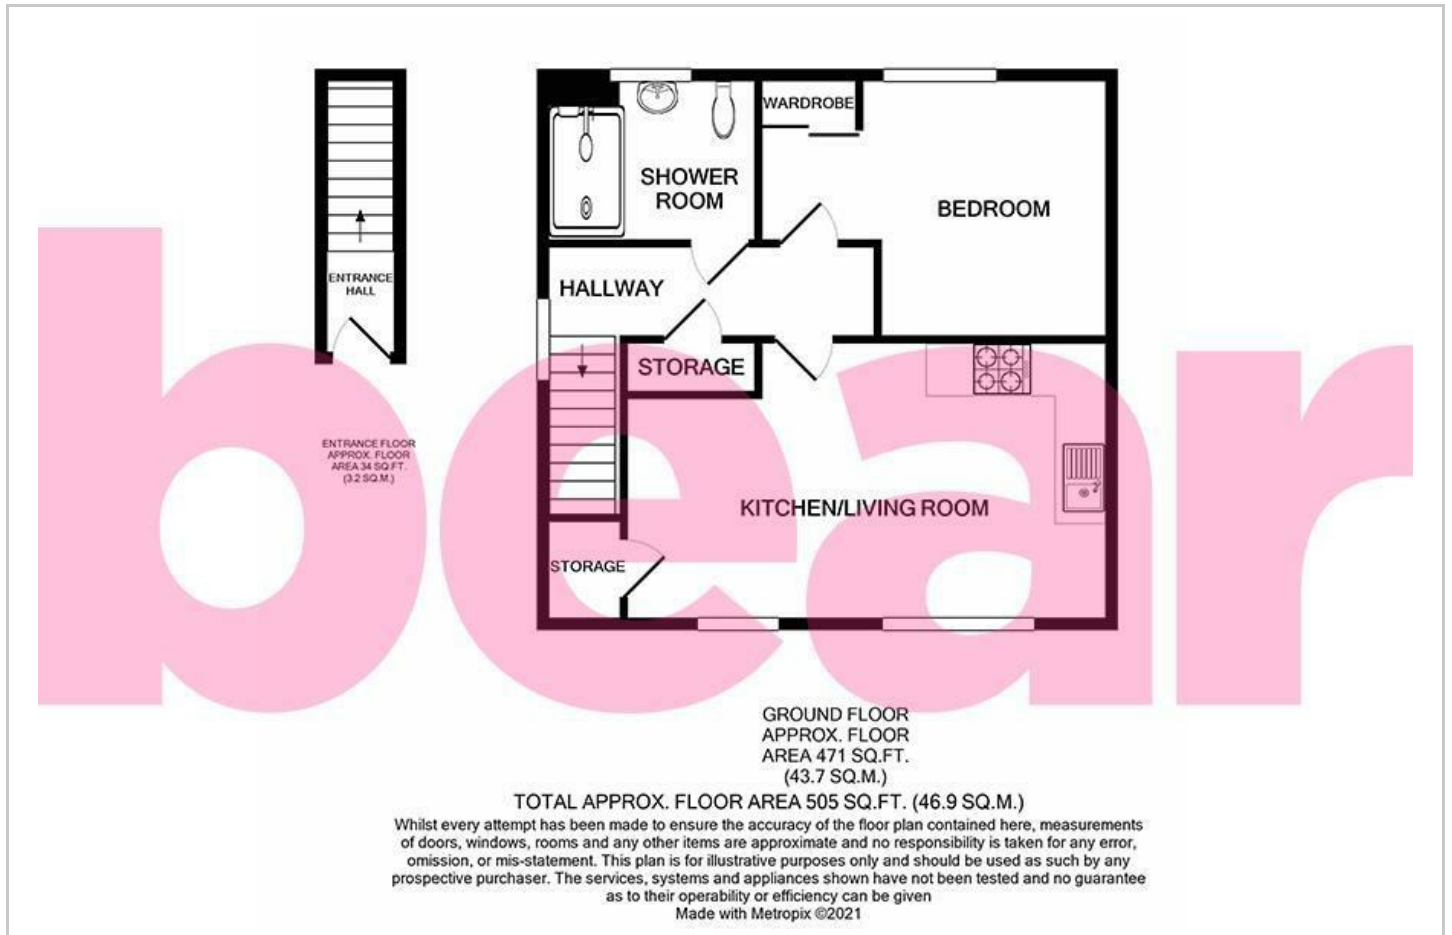 WARDROBE
SHOWER
ROOM
BEDROOM
ENTRANCE
HALL
HALLWAY
STORAGE
ENTRANCE FLOOR
APPROX. FLOOR
AREA 34 SQ.FT.
(3.2 SQ.M.)
KITCHEN/LIVING ROOM
STORAGE
bear
GROUND FLOOR
APPROX. FLOOR
AREA 471 SQ.FT.
(43.7 SQ.M.)
TOTAL APPROX. FLOOR AREA 505 SQ.FT. (46.9 SQ.M.)
Whilst every attempt has been made to ensure the accuracy of the floor plan contained here, measurements
of doors, windows, rooms and any other items are approximate and no responsibility is taken for any error,
omission, or mis-statement. This plan is for illustrative purposes only and should be used as such by any
prospective purchaser. The services, systems and appliances shown have not been tested and no guarantee
as to their operability or efficiency can be given
Made with Metropix ©2021